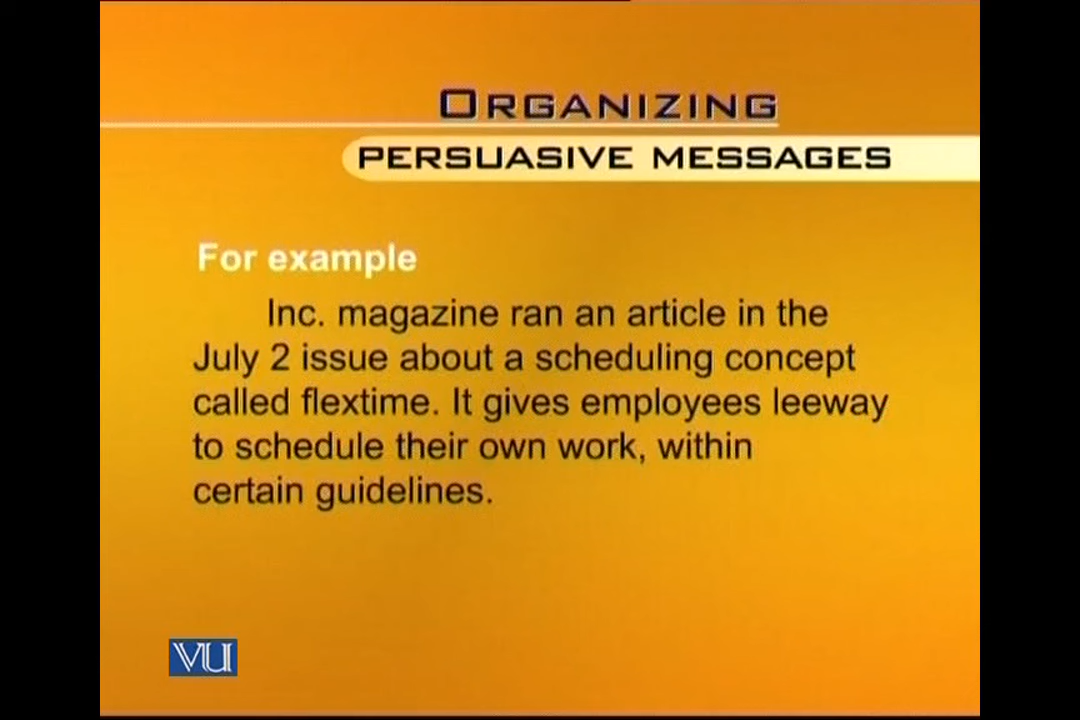 ORGANIZING
PERSUASIVE MESSAGES
For example
Inc. magazine ran an article in the
July 2 issue about a scheduling concept
called flextime. It gives employees leeway
to schedule their own work, within
certain guidelines.
VU